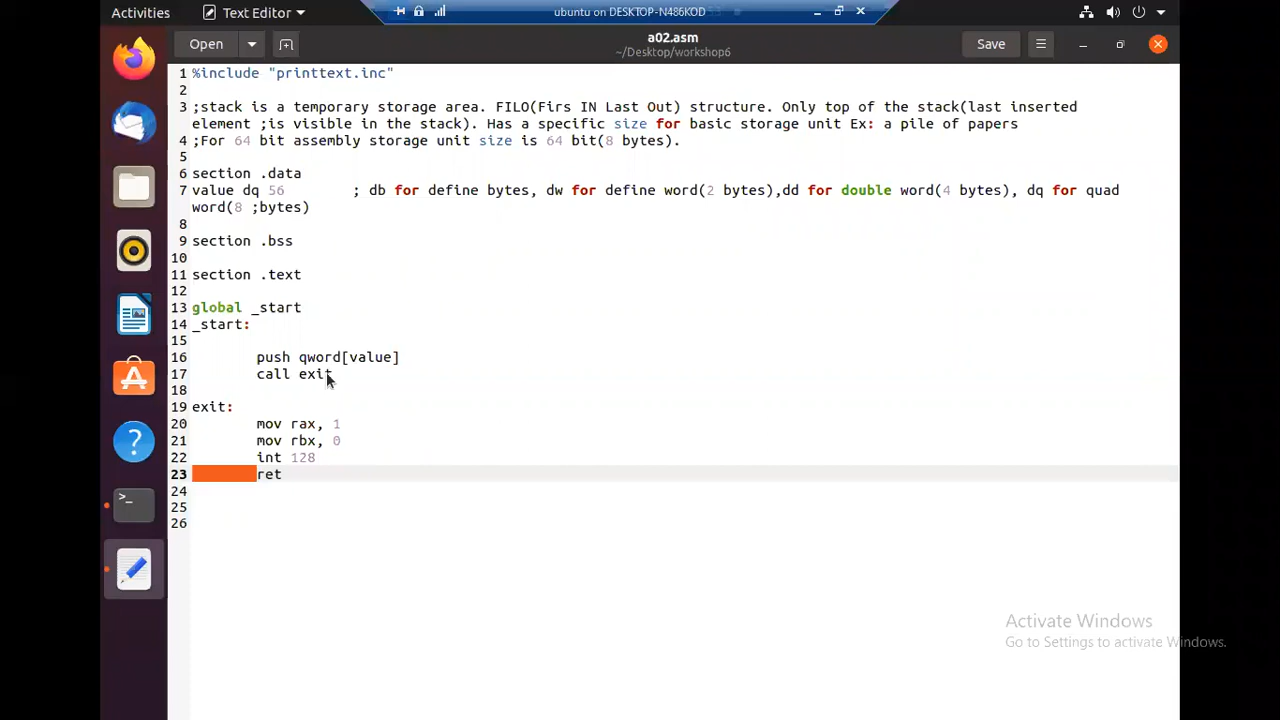 Activities Text Editor ubuntu on DESKTOP-N486KOD
Open a02.asm Save
~/Desktop/workshop6
1 %include "printtext.inc"
2
3 ;stack is a temporary storage area. FILO(Firs IN Last Out) structure. Only top of the stack(last inserted
element ;is visible in the stack). Has a specific size for basic storage unit Ex: a pile of papers
4 ;For 64 bit assembly storage unit size is 64 bit(8 bytes).
5
6 section .data
7 value dq 56 ; db for define bytes, dw for define word(2 bytes),dd for double word(4 bytes), dq for quad
word(8 ;bytes)
8
9 section .bss
10
11 section .text
12
13 global _start
14 _start:
15
16 push qword[value]
17 call exit
18
19 exit:
20 mov rax, 1
21 mov rbx, 0
22 int 128
23 ret
24
25
26
Activate Windows
Go to Settings to activate Windows.